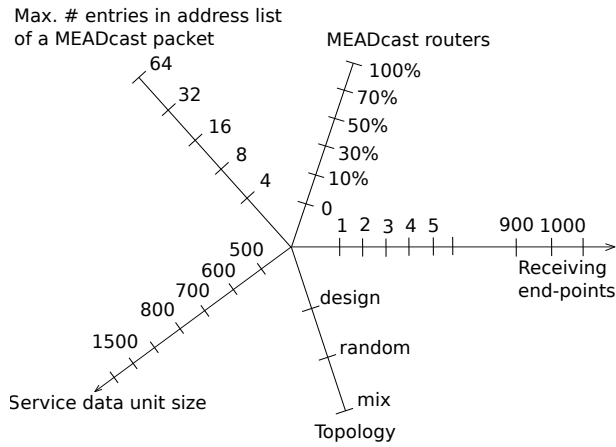 Max. # entries in address list
of a MEADcast packet
64
32
16
8
4
MEADcast routers
100%
70%
50%
30%
10%
0
1 2 3 4 5 900 1000
Receiving
end-points
500
600
700
800
1500
Service data unit size
design
random
mix
Topology